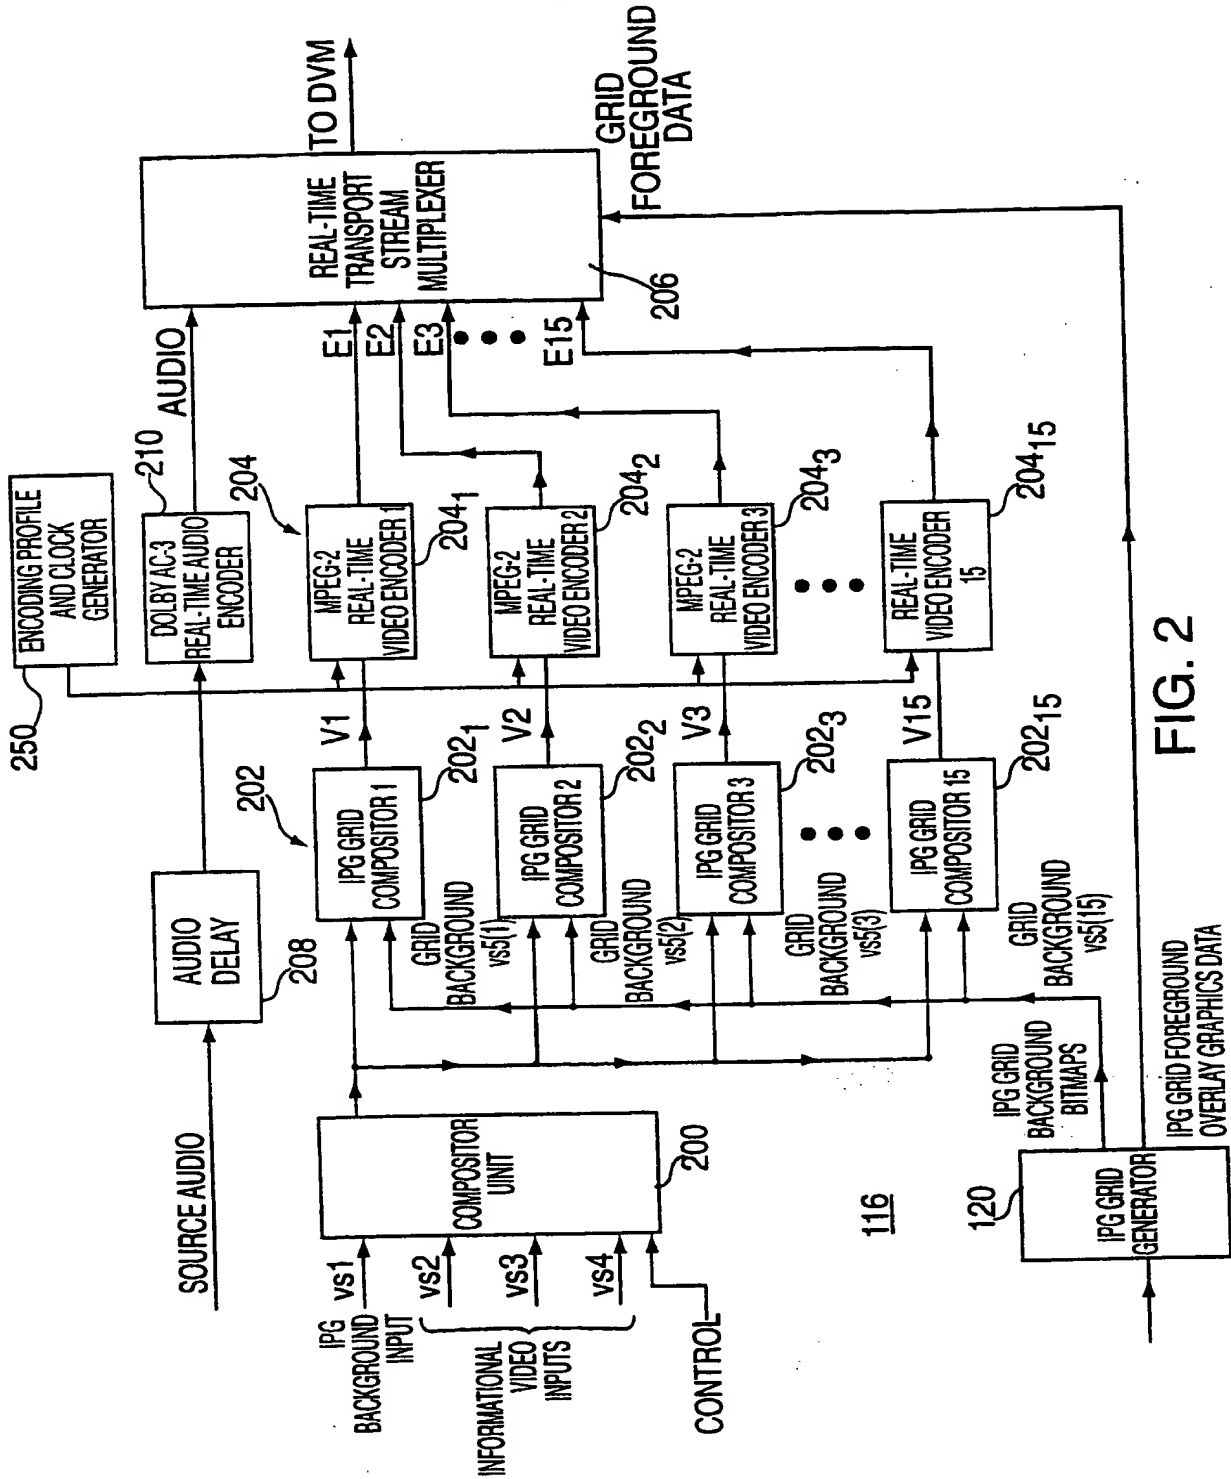 ENCODING PROFILE
AND CLOCK
GENERATOR
250
SOURCE AUDIO
AUDIO
DELAY
208
DOLBY AC-3
REAL-TIME AUDIO
ENCODER
210
AUDIO
IPG
BACKGROUND
INPUT
vs1
vs2
vs3
vs4
INFORMATIONAL
VIDEO
INPUTS
CONTROL
COMPOSITOR
UINIT
200
202
IPG GRID
COMPOSITOR 1
202₁
GRID
BACKGROUND
vs5(1)
V1
204
MPEG-2
REAL-TIME
VIDEO ENCODER 1
204₁
E1
IPG GRID
COMPOSITOR 2
202₂
GRID
BACKGROUND
vs5(2)
V2
MPEG-2
REAL-TIME
VIDEO ENCODER 2
204₂
E2
IPG GRID
COMPOSITOR 3
202₃
GRID
BACKGROUND
vs5(3)
V3
MPEG-2
REAL-TIME
VIDEO ENCODER 3
204₃
E3
IPG GRID
COMPOSITOR 15
202₁₅
GRID
BACKGROUND
vs5(15)
V15
REAL-TIME
VIDEO ENCODER
15
204₁₅
E15
REAL-TIME
TRANSPORT
STREAM
MULTIPLEXER
206
TO DVM
GRID
FOREGROUND
DATA
116
120
IPG GRID
GENERATOR
IPG GRID
BACKGROUND
BITMAPS
IPG GRID FOREGROUND
OVERLAY GRAPHICS DATA
FIG. 2